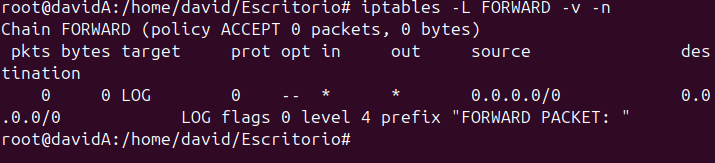 root@davidA:/home/david/Escritorio# iptables -L FORWARD -v -n
Chain FORWARD (policy ACCEPT 0 packets, 0 bytes)
 pkts bytes target     prot opt in     out     source               des
tination
    0     0 LOG        0    --  *      *       0.0.0.0/0            0.0
.0.0/0            LOG flags 0 level 4 prefix "FORWARD PACKET: "
root@davidA:/home/david/Escritorio#